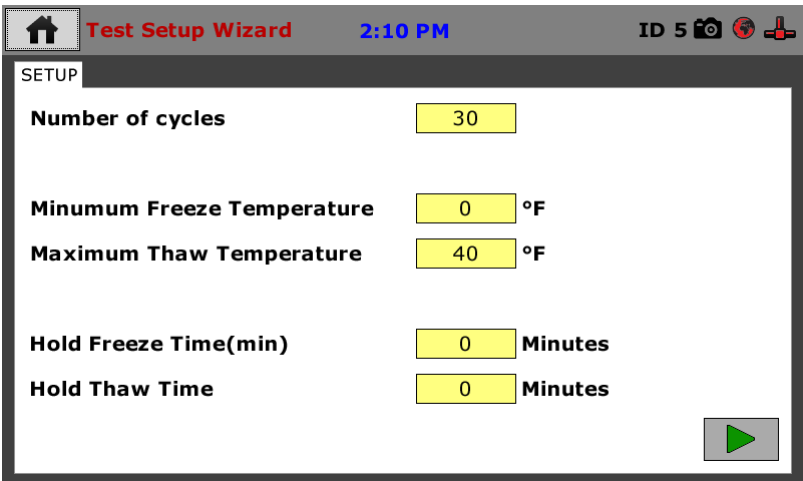 Test Setup Wizard 2:10 PM ID 5
SETUP
Number of cycles 30
Minumum Freeze Temperature 0 °F
Maximum Thaw Temperature 40 °F
Hold Freeze Time(min) 0 Minutes
Hold Thaw Time 0 Minutes